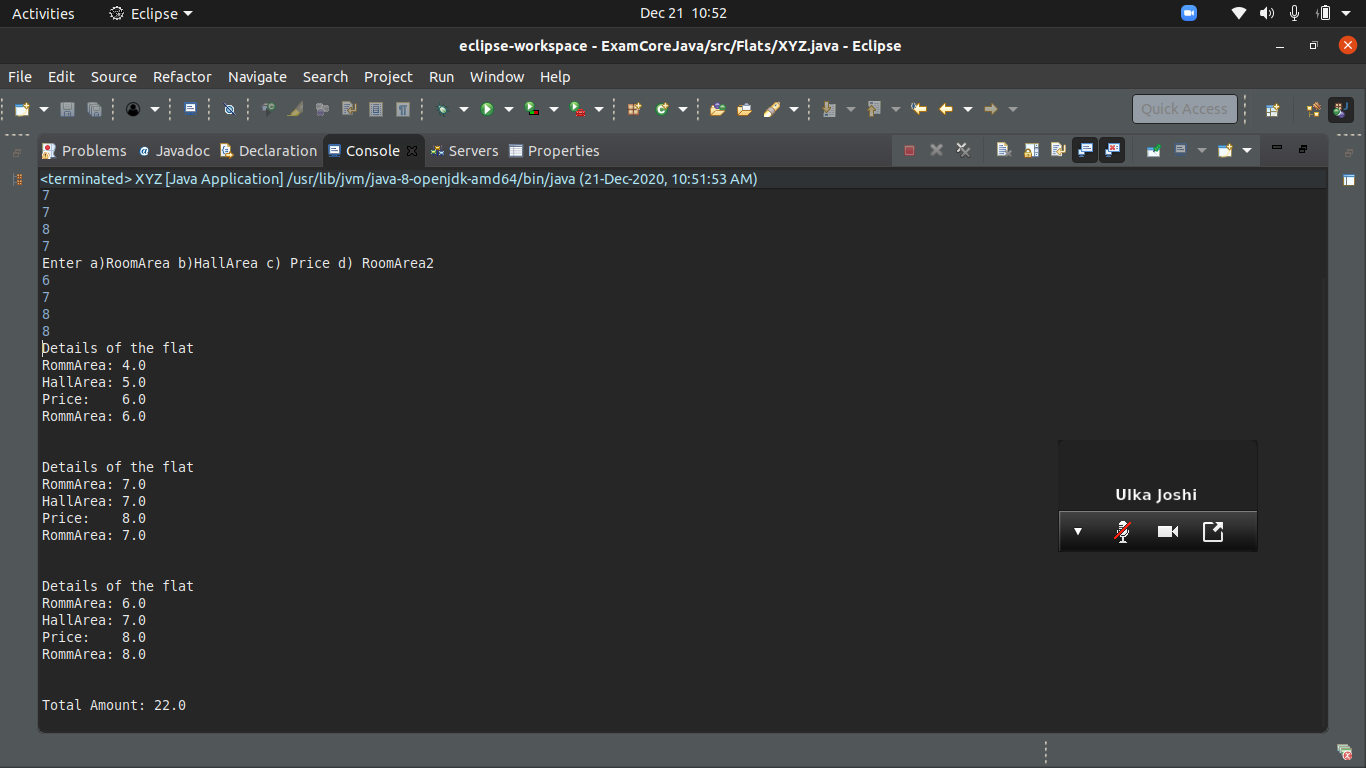 Activities Eclipse Dec 21 10:52
eclipse-workspace - ExamCoreJava/src/Flats/XYZ.java - Eclipse
File Edit Source Refactor Navigate Search Project Run Window Help
Quick Access
Problems Javadoc Declaration Console Servers Properties
<terminated> XYZ [Java Application] /usr/lib/jvm/java-8-openjdk-amd64/bin/java (21-Dec-2020, 10:51:53 AM)
7
7
8
7
Enter a)RoomArea b)HallArea c) Price d) RoomArea2
6
7
8
8
Details of the flat
RommArea: 4.0
HallArea: 5.0
Price:    6.0
RommArea: 6.0
Details of the flat
RommArea: 7.0
HallArea: 7.0
Price:    8.0
RommArea: 7.0
Details of the flat
RommArea: 6.0
HallArea: 7.0
Price:    8.0
RommArea: 8.0
Total Amount: 22.0
Ulka Joshi